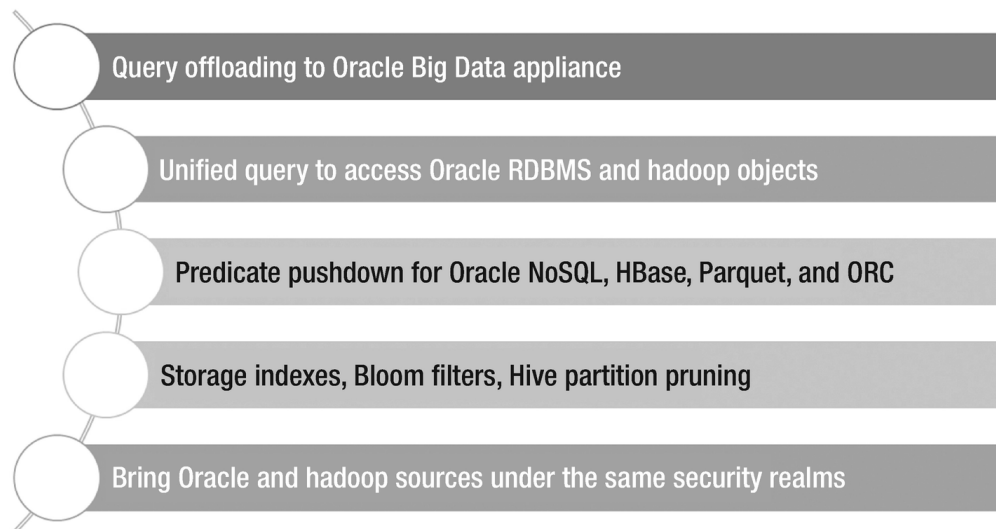 Query offloading to Oracle Big Data appliance
Unified query to access Oracle RDBMS and hadoop objects
Predicate pushdown for Oracle NoSQL, HBase, Parquet, and ORC
Storage indexes, Bloom filters, Hive partition pruning
Bring Oracle and hadoop sources under the same security realms